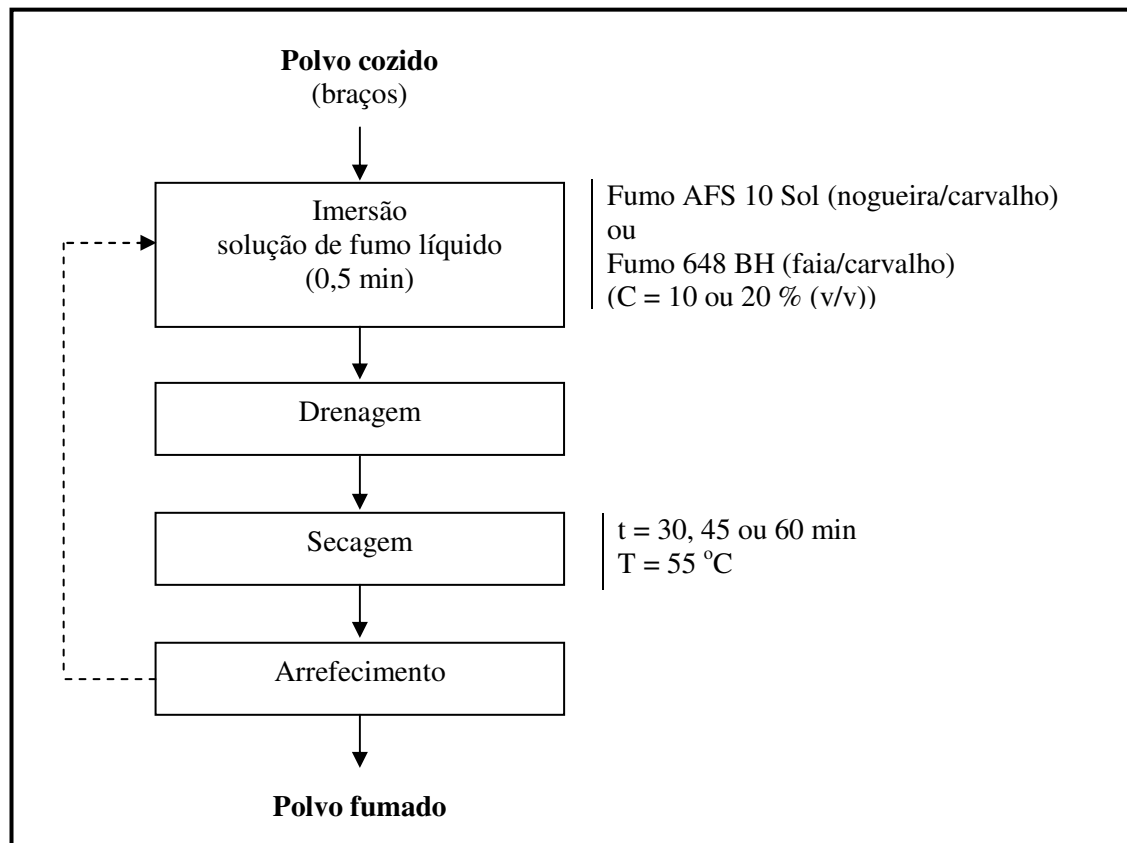 Polvo cozido
(braços)
Imersão
solução de fumo líquido
(0,5 min)
Fumo AFS 10 Sol (nogueira/carvalho)
ou
Fumo 648 BH (faia/carvalho)
(C = 10 ou 20 % (v/v))
Drenagem
Secagem
t = 30, 45 ou 60 min
T = 55 ºC
Arrefecimento
Polvo fumado